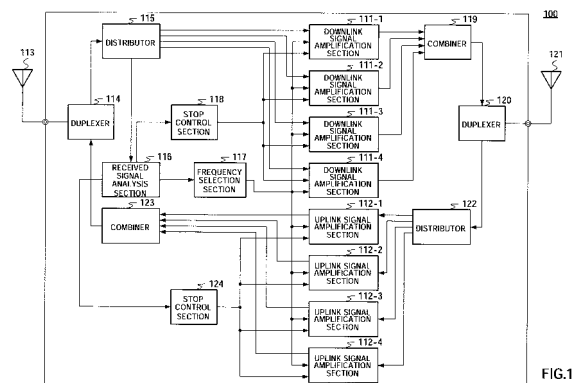 100
113
114
DUPLEXER
115
DISTRIBUTOR
118
STOP
CONTROL
SECTION
116
RECEIVED
SIGNAL
ANALYSIS
SECTION
117
FREQUENCY
SELECTION
SECTION
111-1
DOWNLINK
SIGNAL
AMPLIFICATION
SECTION
111-2
DOWNLINK
SIGNAL
AMPLIFICATION
SECTION
111-3
DOWNLINK
SIGNAL
AMPLIFICATION
SECTION
111-4
DOWNLINK
SIGNAL
AMPLIFICATION
SECTION
119
COMBINER
120
DUPLEXER
121
123
COMBINER
112-1
UPLINK SIGNAL
AMPLIFICATION
SECTION
112-2
UPLINK SIGNAL
AMPLIFICATION
SECTION
112-3
UPLINK SIGNAL
AMPLIFICATION
SECTION
112-4
UPLINK SIGNAL
AMPLIFICATION
SECTION
122
DISTRIBUTOR
124
STOP
CONTROL
SECTION
FIG.1